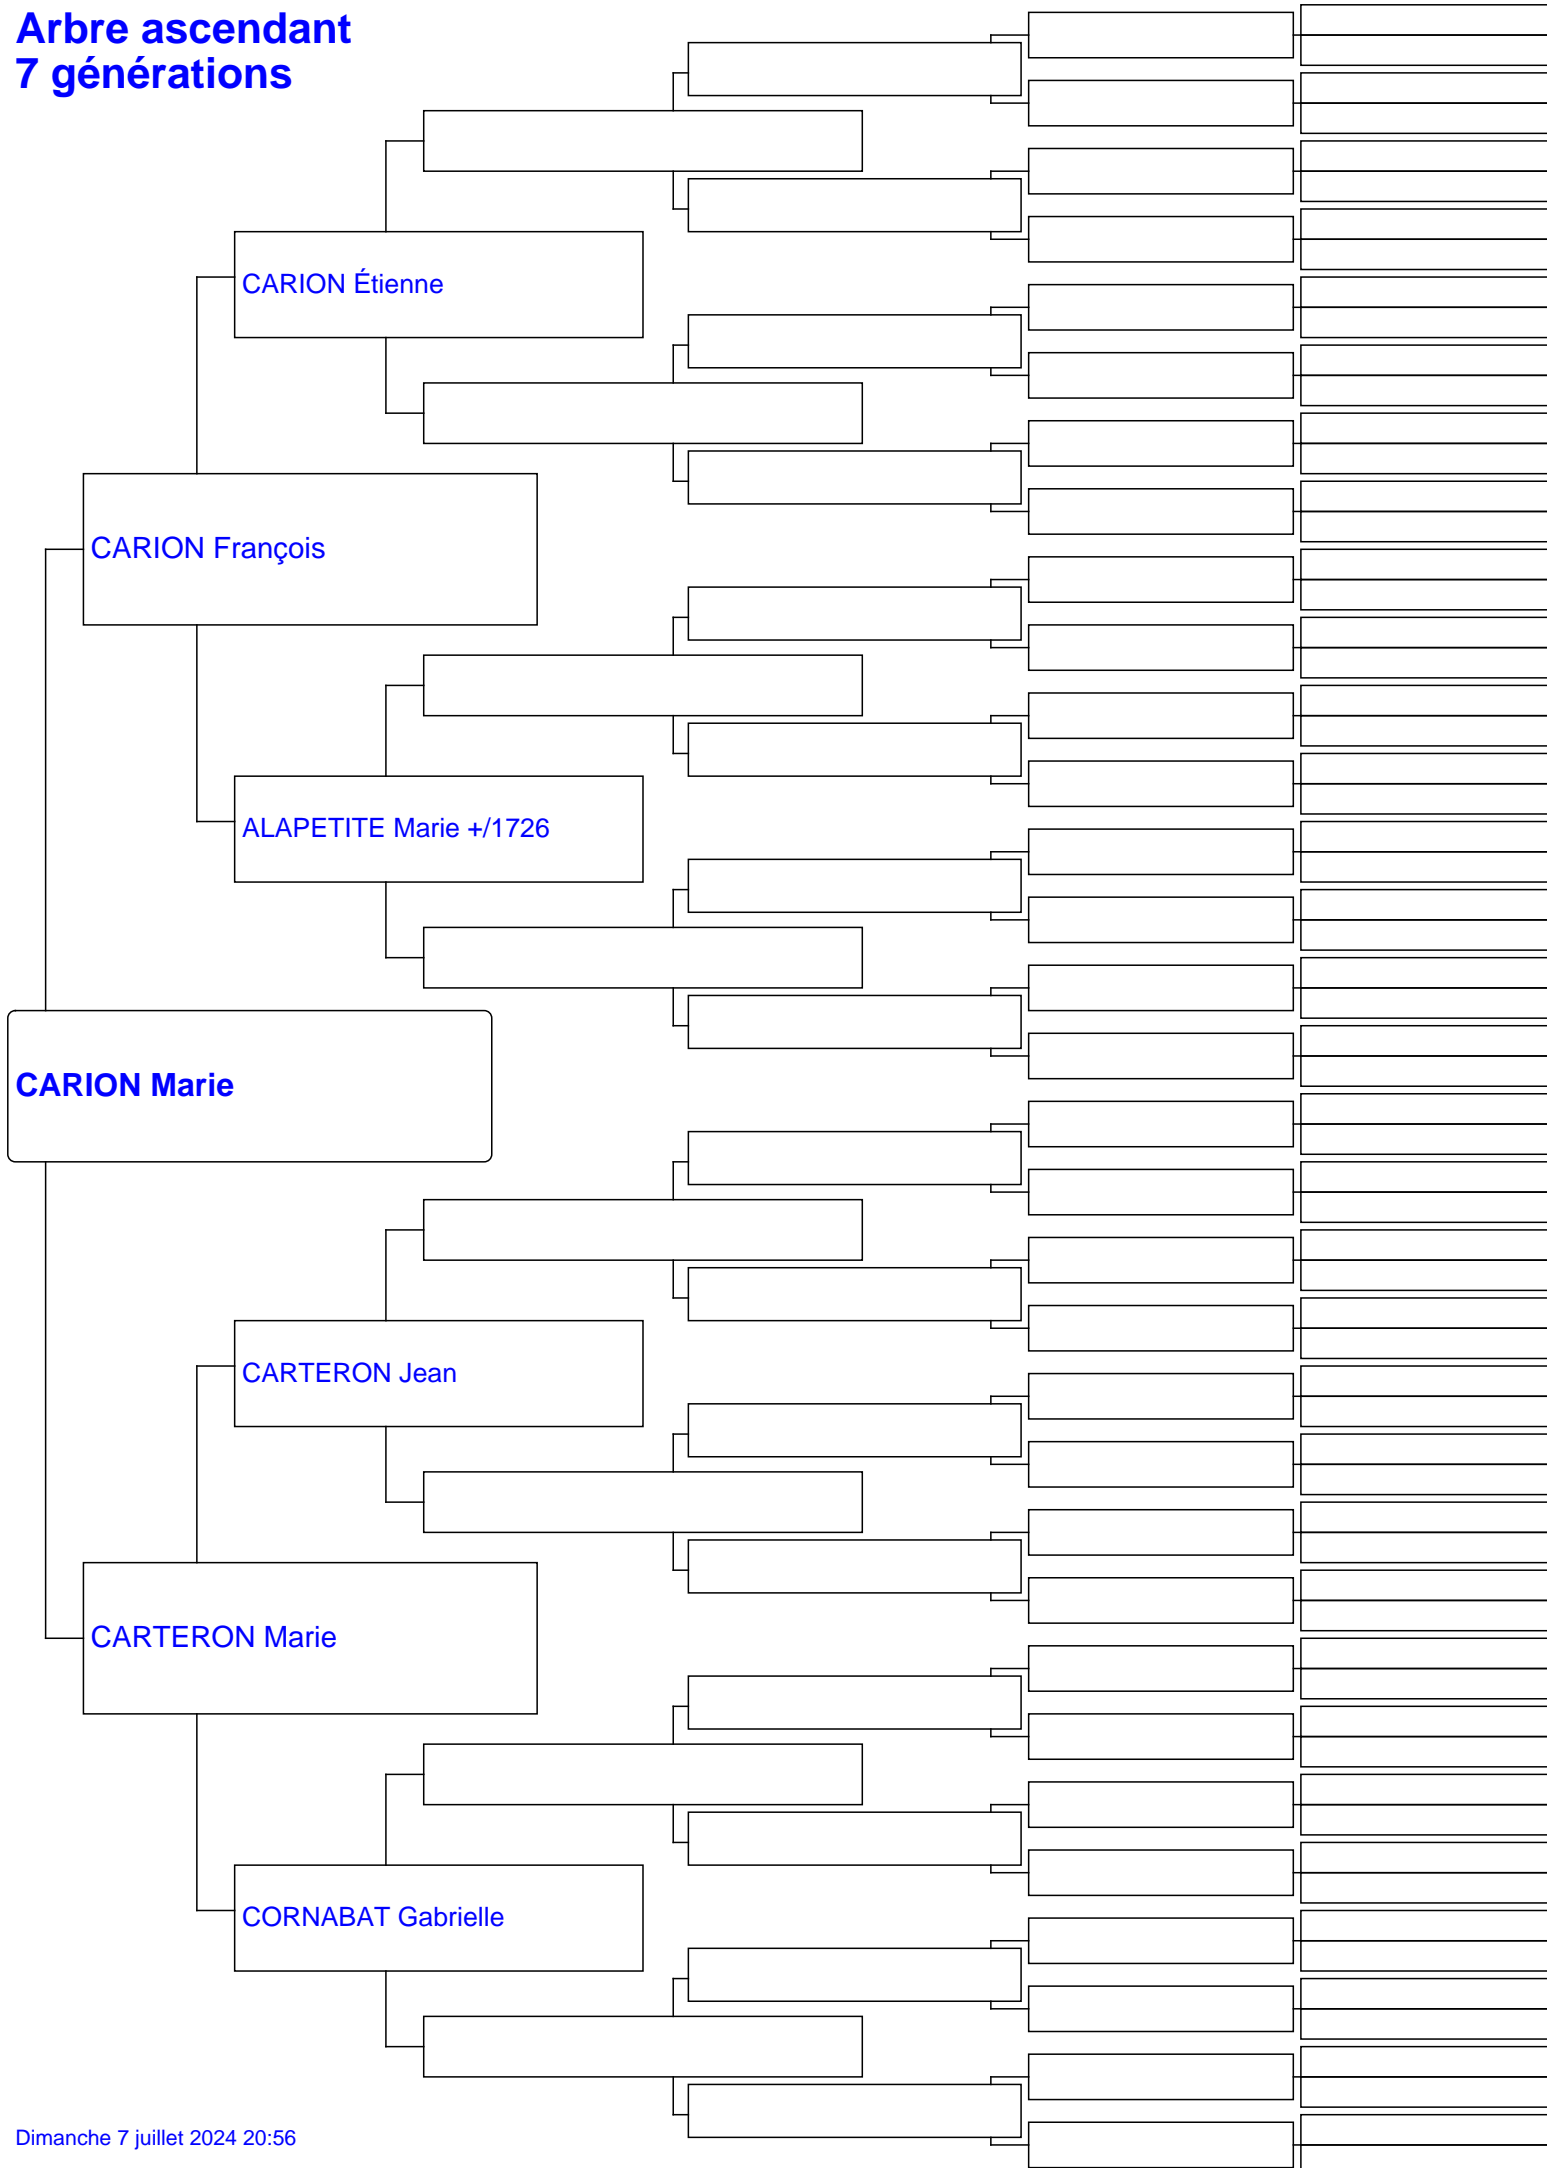 Arbre ascendant
7 générations
CARION Étienne
CARION François
ALAPETITE Marie +/1726
CARION Marie
CARTERON Jean
CARTERON Marie
CORNABAT Gabrielle
Dimanche 7 juillet 2024 20:56